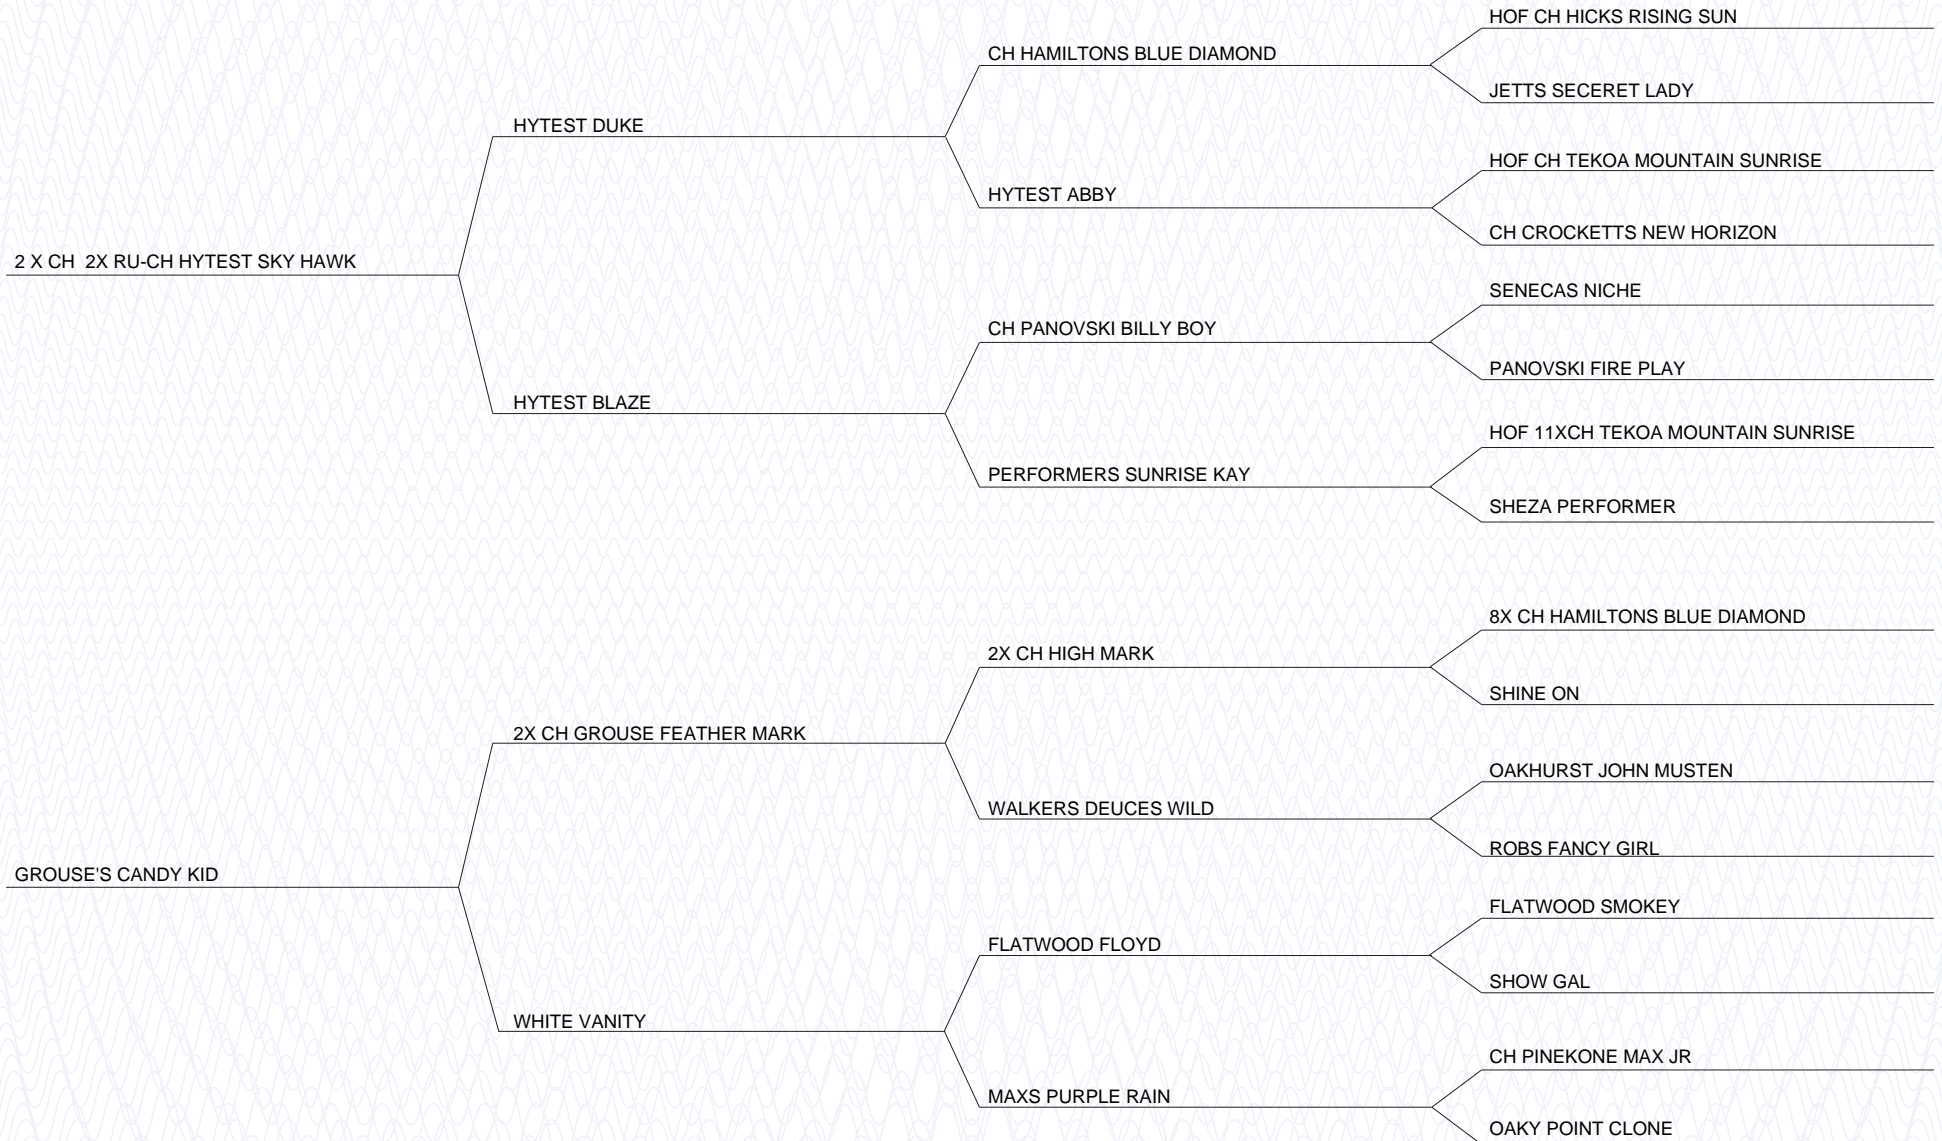 2 X CH  2X RU-CH HYTEST SKY HAWK
HYTEST DUKE
CH HAMILTONS BLUE DIAMOND
HOF CH HICKS RISING SUN
JETTS SECERET LADY
HYTEST ABBY
HOF CH TEKOA MOUNTAIN SUNRISE
CH CROCKETTS NEW HORIZON
HYTEST BLAZE
CH PANOVSKI BILLY BOY
SENECAS NICHE
PANOVSKI FIRE PLAY
PERFORMERS SUNRISE KAY
HOF 11XCH TEKOA MOUNTAIN SUNRISE
SHEZA PERFORMER
GROUSE'S CANDY KID
2X CH GROUSE FEATHER MARK
2X CH HIGH MARK
8X CH HAMILTONS BLUE DIAMOND
SHINE ON
WALKERS DEUCES WILD
OAKHURST JOHN MUSTEN
ROBS FANCY GIRL
WHITE VANITY
FLATWOOD FLOYD
FLATWOOD SMOKEY
SHOW GAL
MAXS PURPLE RAIN
CH PINEKONE MAX JR
OAKY POINT CLONE